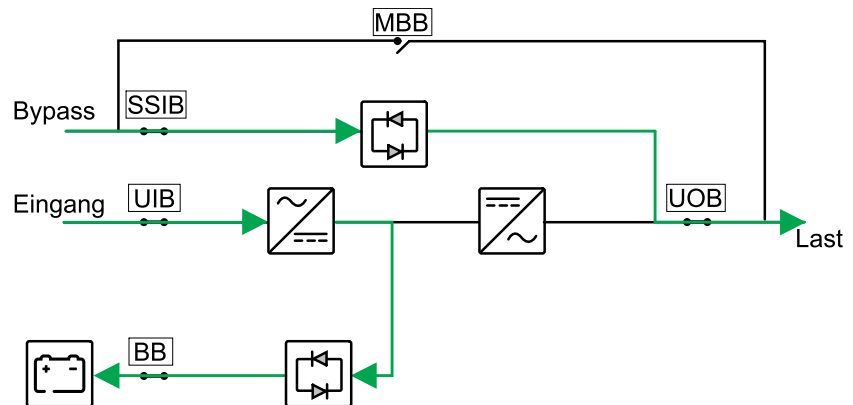 MBB
SSIB
Bypass
UIB
Eingang
UOB
Last
BB